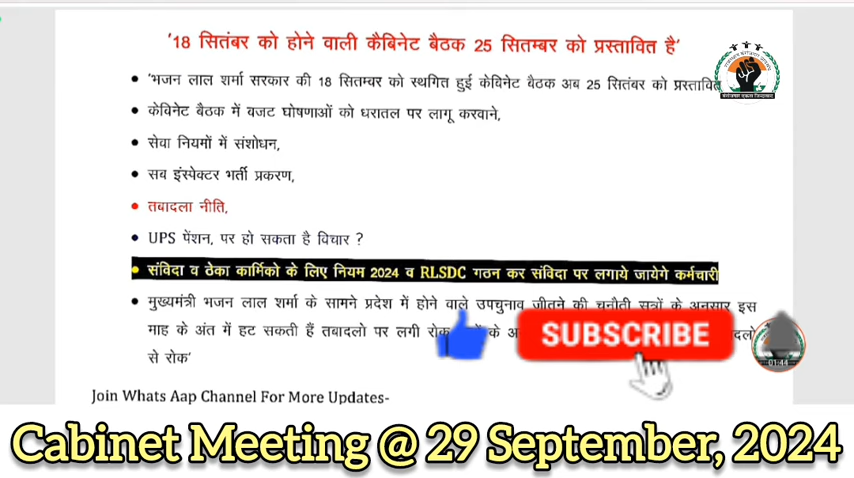 '18 सितंबर को होने वाली कैबिनेट बैठक 25 सितम्बर को प्रस्तावित है'
• 'भजन लाल शर्मा सरकार की 18 सितम्बर को स्थगित हुई केविनेट बैठक अब 25 सितंबर को प्रस्तावित
• केविनेट बैठक में वजट घोषणाओं को धरातल पर लागू करवाने,
• सेवा नियमों में संशोधन,
• सब इंस्पेक्टर भर्ती प्रकरण,
• तबादला नीति,
• UPS पेंशन, पर हो सकता है विचार ?
• संविदा व ठेका कार्मिको के लिए नियम 2024 व RLSDC गठन कर संविदा पर लगाये जायेगे कर्मचारी
• मुख्यमंत्री भजन लाल शर्मा के सामने प्रदेश में होने वाले उपचुनाव जीतने की चुनौती सूत्रों के अनुसार इस
माह के अंत में हट सकती हैं तबादलो पर लगी रोक के
से रोक'
SUBSCRIBE
01:44
Join Whats Aap Channel For More Updates-
Cabinet Meeting @ 29 September, 2024